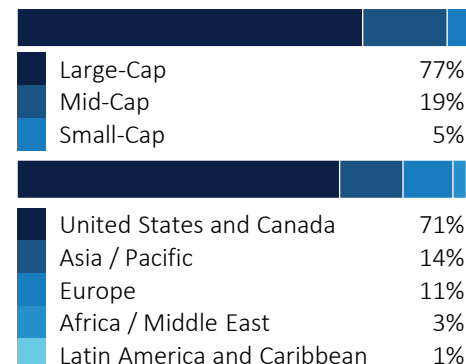 Large-Cap 77%
Mid-Cap 19%
Small-Cap 5%
United States and Canada 71%
Asia / Pacific 14%
Europe 11%
Africa / Middle East 3%
Latin America and Caribbean 1%